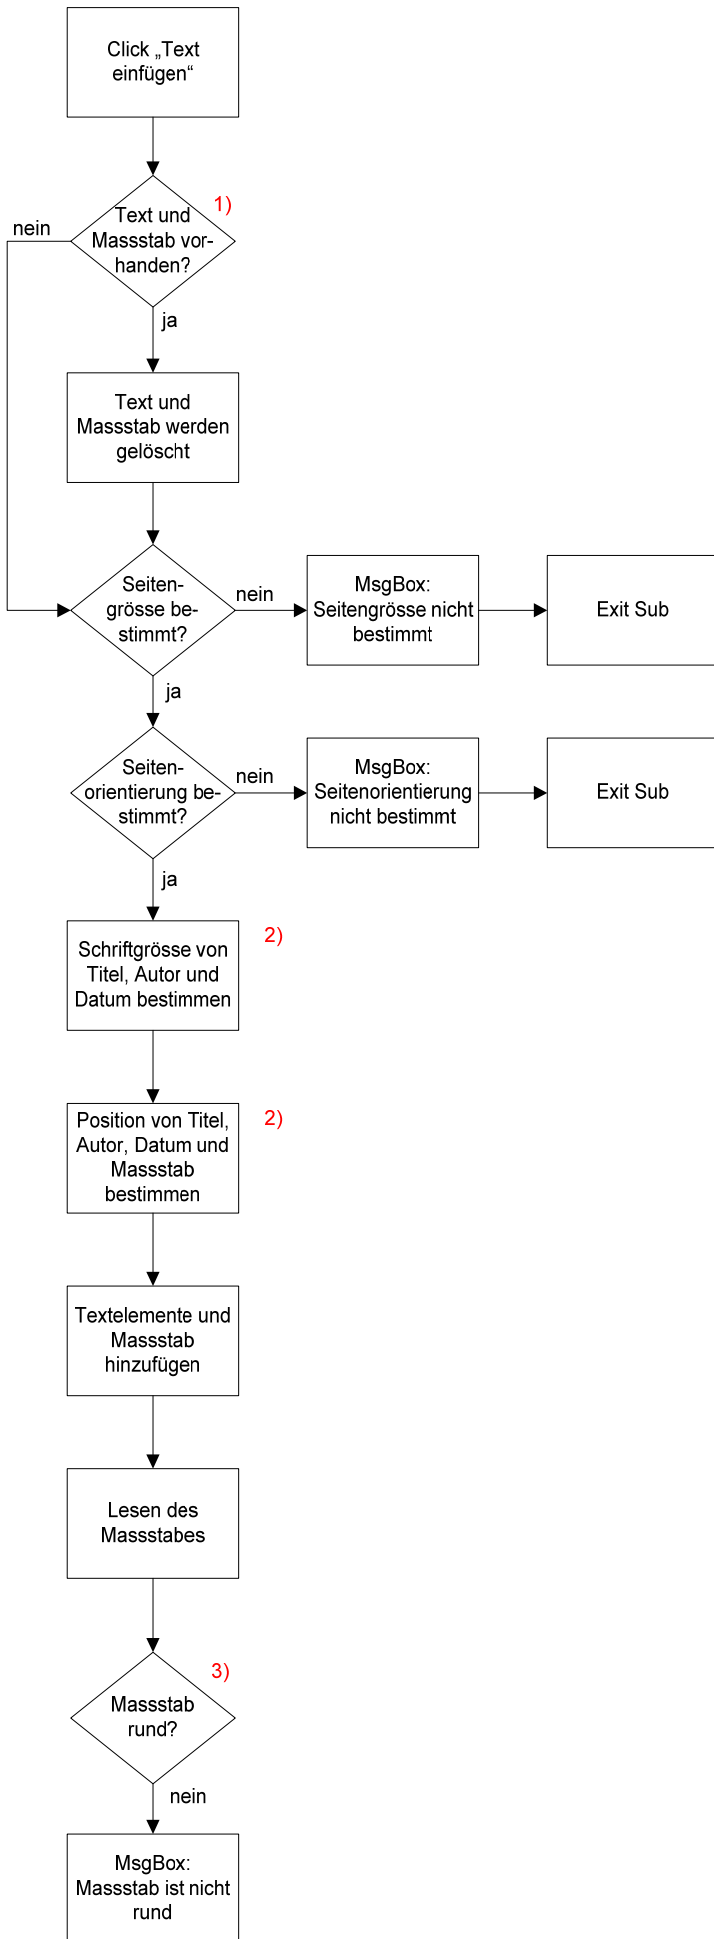 Click „Text
einfügen“
1)
Text und
Massstab vor-
handen?
nein
ja
Text und
Massstab werden
gelöscht
Seiten-
grösse be-
stimmt?
nein
MsgBox:
Seitengrösse nicht
bestimmt
Exit Sub
ja
Seiten-
orientierung be-
stimmt?
nein
MsgBox:
Seitenorientierung
nicht bestimmt
Exit Sub
ja
Schriftgrösse von
Titel, Autor und
Datum bestimmen
2)
Position von Titel,
Autor, Datum und
Massstab
bestimmen
2)
Textelemente und
Massstab
hinzufügen
Lesen des
Massstabes
3)
Massstab
rund?
nein
MsgBox:
Massstab ist nicht
rund